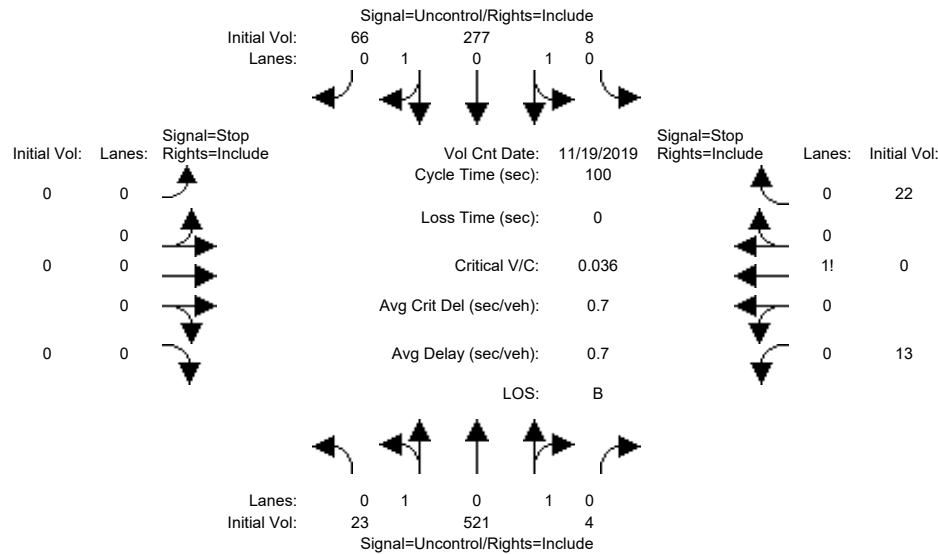 Signal=Uncontrol/Rights=Include
Initial Vol: 66 277 8
Lanes: 0 1 0 1 0
Signal=Stop Signal=Stop
Initial Vol: Lanes: Rights=Include Vol Cnt Date: 11/19/2019 Rights=Include Lanes: Initial Vol:
Cycle Time (sec): 100
0 0 0 22
Loss Time (sec): 0
0 0
0 0 Critical V/C: 0.036 1! 0
0 Avg Crit Del (sec/veh): 0.7 0
0 0 Avg Delay (sec/veh): 0.7 0 13
LOS: B
Lanes: 0 1 0 1 0
Initial Vol: 23 521 4
Signal=Uncontrol/Rights=Include